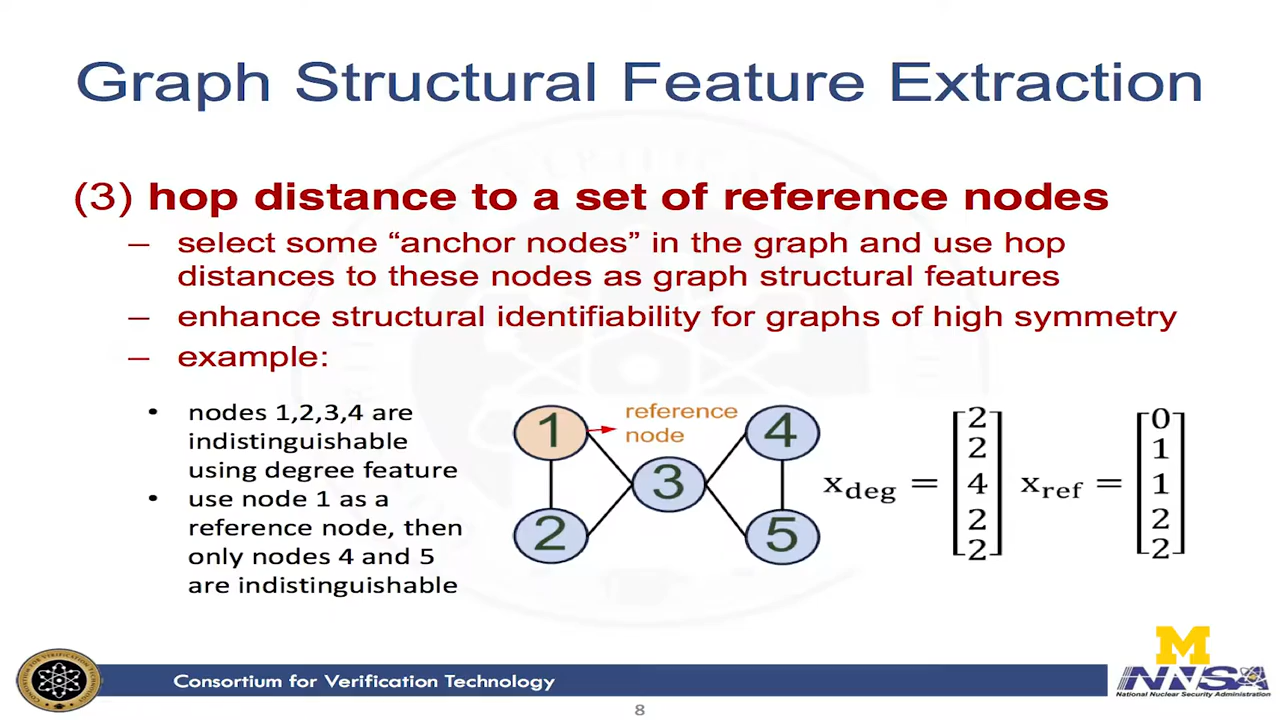 Graph Structural Feature Extraction
(3) hop distance to a set of reference nodes
– select some “anchor nodes” in the graph and use hop
distances to these nodes as graph structural features
– enhance structural identifiability for graphs of high symmetry
– example:
• nodes 1,2,3,4 are
indistinguishable
using degree feature
• use node 1 as a
reference node, then
only nodes 4 and 5
are indistinguishable
reference
node
1
4
3
2
5
x_deg =
2
2
4
2
2
x_ref =
0
1
1
2
2
Consortium for Verification Technology
M
NNSA
National Nuclear Security Administration
8